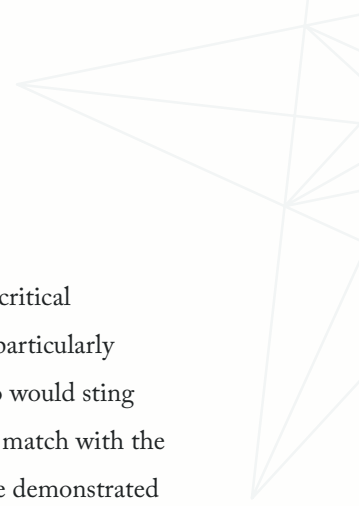 critical
particularly
would sting
match with the
demonstrated